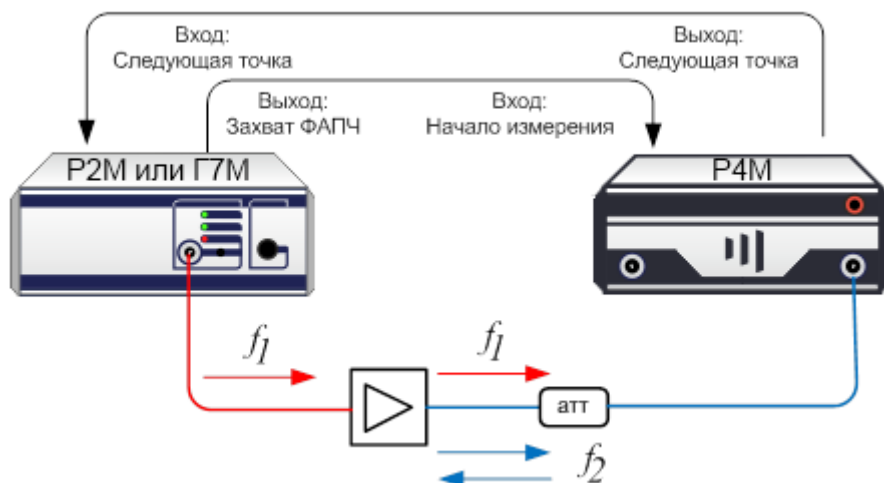 Вход:
Следующая точка
Выход:
Следующая точка
Выход:
Захват ФАПЧ
Вход:
Начало измерения
Р2М или Г7М
Р4М
f1
f1
атт
f2